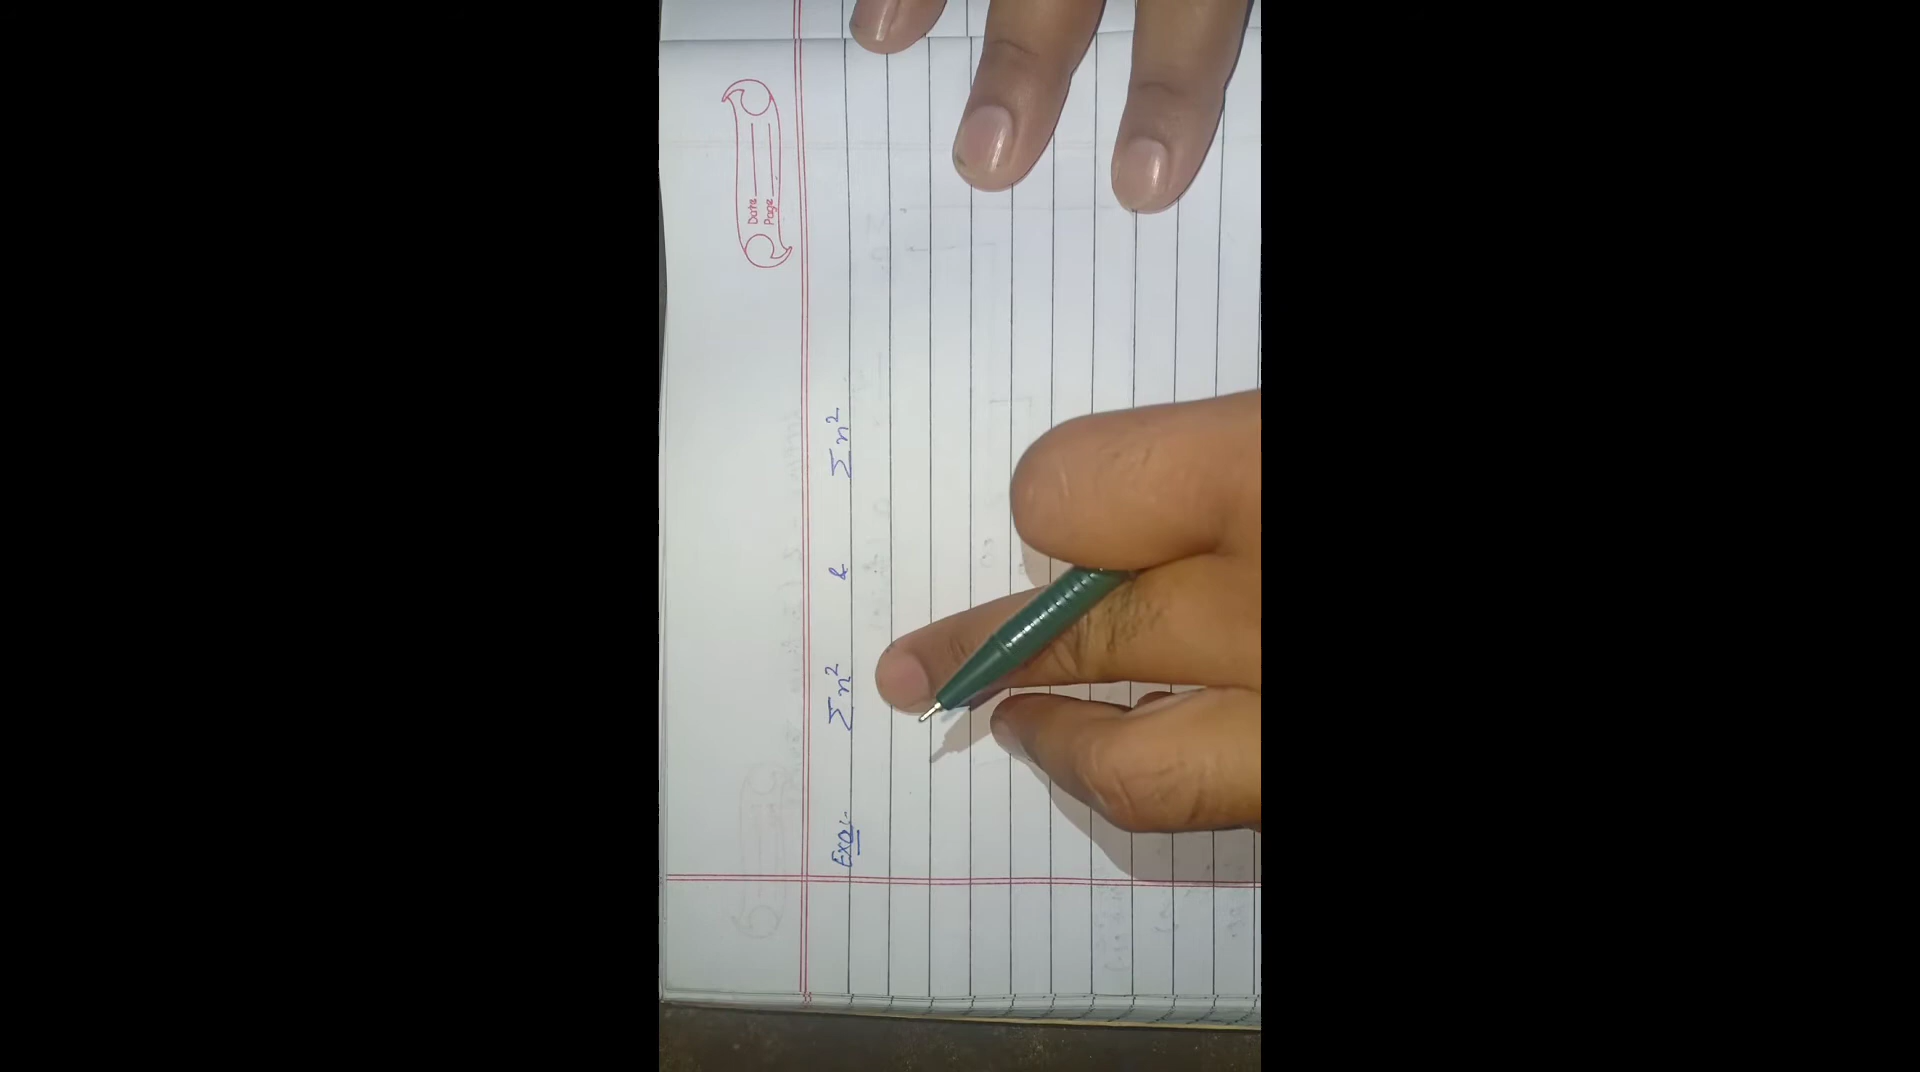 Date
Page
Exa:- Σn² & Σn²